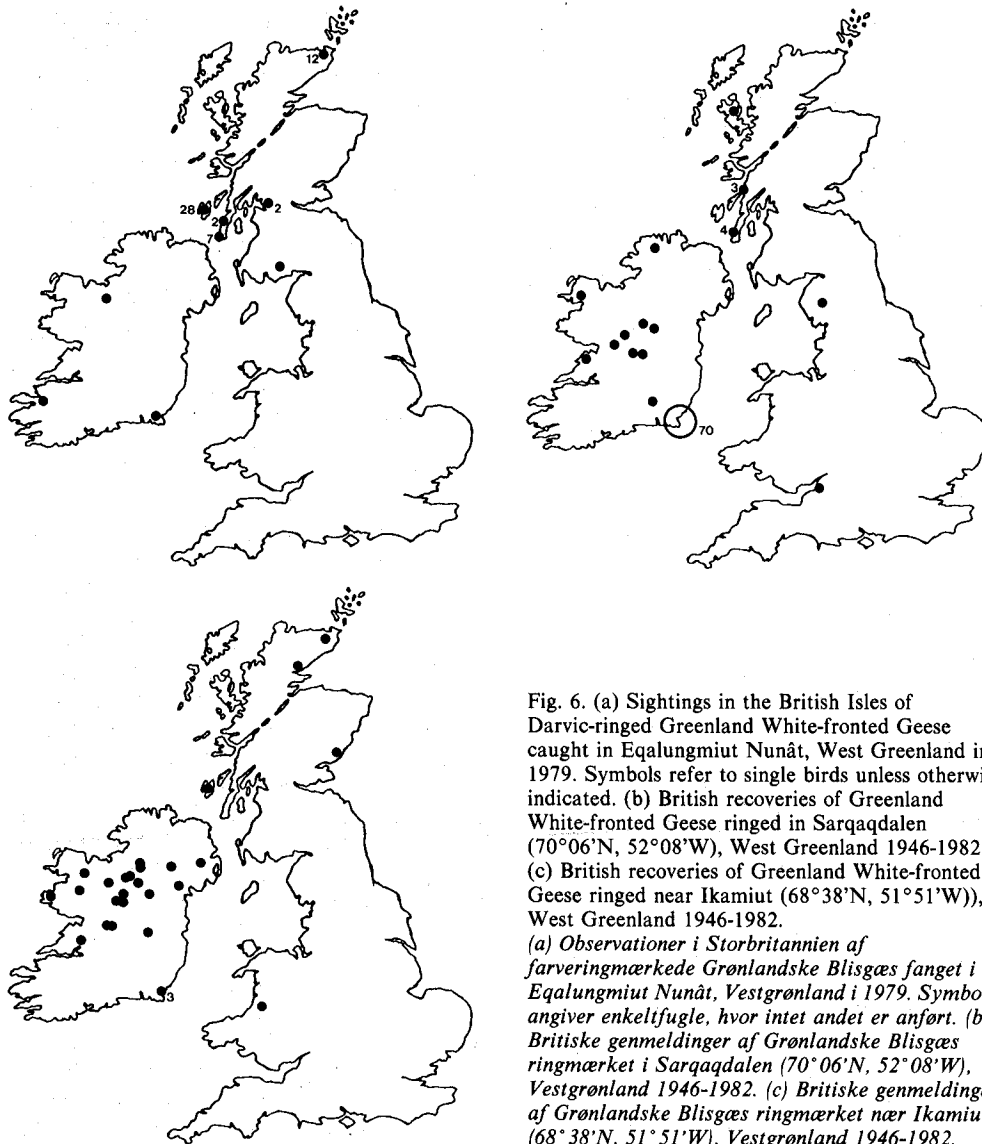 12
28
2
2
7
3
4
70
3
Fig. 6. (a) Sightings in the British Isles of
Darvic-ringed Greenland White-fronted Geese
caught in Eqalungmiut Nunât, West Greenland in
1979. Symbols refer to single birds unless otherwi
indicated. (b) British recoveries of Greenland
White-fronted Geese ringed in Sarqaqdalen
(70°06'N, 52°08'W), West Greenland 1946-1982
(c) British recoveries of Greenland White-fronted
Geese ringed near Ikamiut (68°38'N, 51°51'W)),
West Greenland 1946-1982.
(a) Observationer i Storbritannien af
farveringmærkede Grønlandske Blisgæs fanget i
Eqalungmiut Nunât, Vestgrønland i 1979. Symbo
angiver enkeltfugle, hvor intet andet er anført. (b
Britiske genmeldinger af Grønlandske Blisgæs
ringmærket i Sarqaqdalen (70°06'N, 52°08'W),
Vestgrønland 1946-1982. (c) Britiske genmelding
af Grønlandske Blisgæs ringmærket nær Ikamiu
(68°38'N, 51°51'W), Vestgrønland 1946-1982.